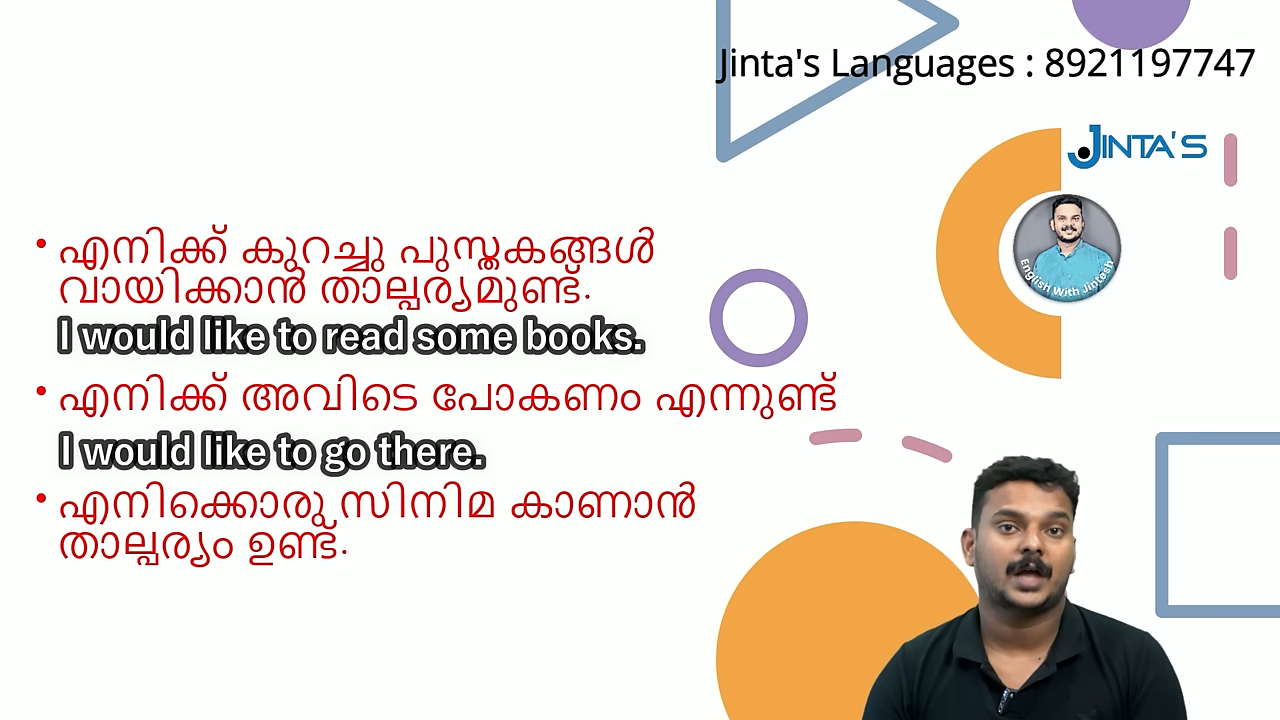 Jinta's Languages : 8921197747
JINTA'S
English With Jintesh
• എനിക്ക് കുറച്ചു പുസ്തകങ്ങൾ
വായിക്കാൻ താല്പര്യമുണ്ട്.
I would like to read some books.
• എനിക്ക് അവിടെ പോകണം എന്നുണ്ട്
I would like to go there.
• എനിക്കൊരു സിനിമ കാണാൻ
താല്പര്യം ഉണ്ട്.